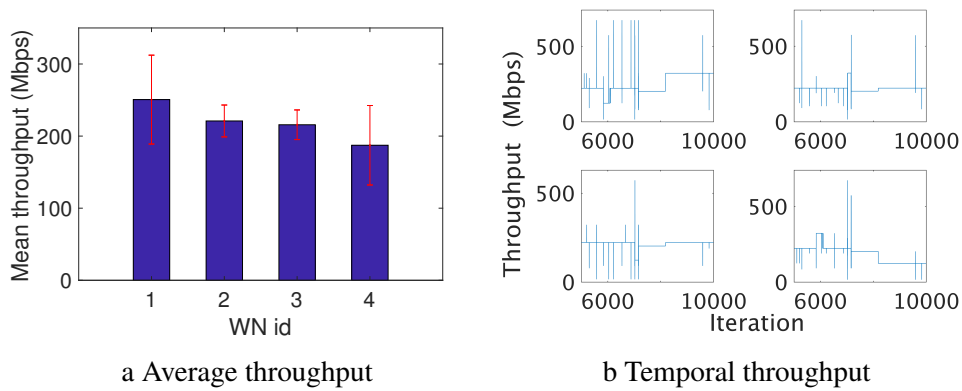 Mean throughput (Mbps)
300
200
100
0
1 2 3 4
WN id
a Average throughput
Throughput (Mbps)
500
0
6000 10000
500
0
6000 10000
500
0
6000 10000
500
0
6000 10000
Iteration
b Temporal throughput